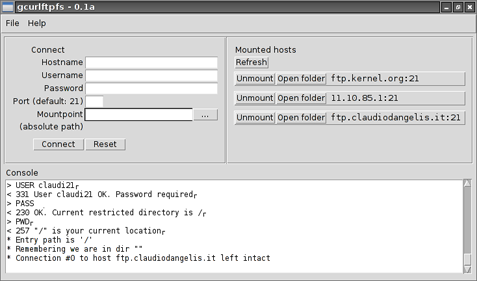 gcurlftpfs - 0.1a
File Help
Connect
Hostname
Username
Password
Port (default: 21)
Mountpoint ...
(absolute path)
Connect Reset
Mounted hosts
Refresh
Unmount Open folder ftp.kernel.org:21
Unmount Open folder 11.10.85.1:21
Unmount Open folder ftp.claudiodangelis.it:21
Console
> USER claudi21r
< 331 User claudi21 OK. Password requiredr
> PASS
< 230 OK. Current restricted directory is /r
> PWDr
< 257 "/" is your current locationr
* Entry path is '/'
* Remembering we are in dir ""
* Connection #0 to host ftp.claudiodangelis.it left intact